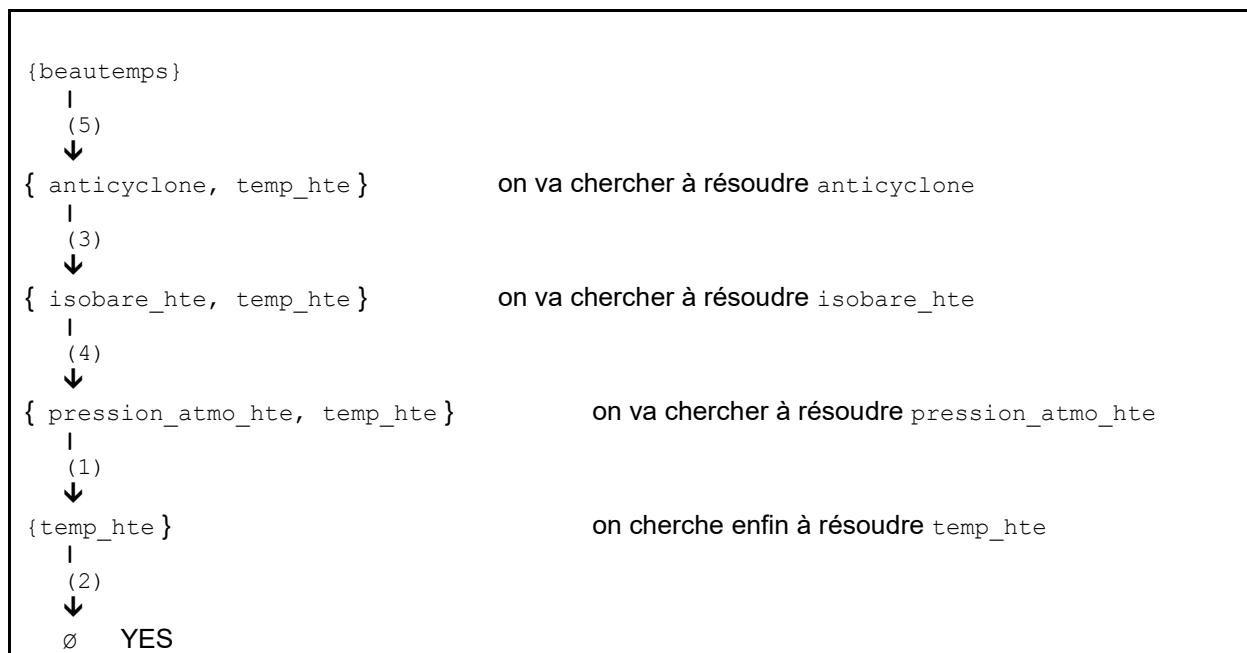 {beautemps}
|
(5)
↓
{ anticyclone, temp_hte } on va chercher à résoudre anticyclone
|
(3)
↓
{ isobare_hte, temp_hte } on va chercher à résoudre isobare_hte
|
(4)
↓
{ pression_atmo_hte, temp_hte } on va chercher à résoudre pression_atmo_hte
|
(1)
↓
{temp_hte } on cherche enfin à résoudre temp_hte
|
(2)
↓
∅ YES